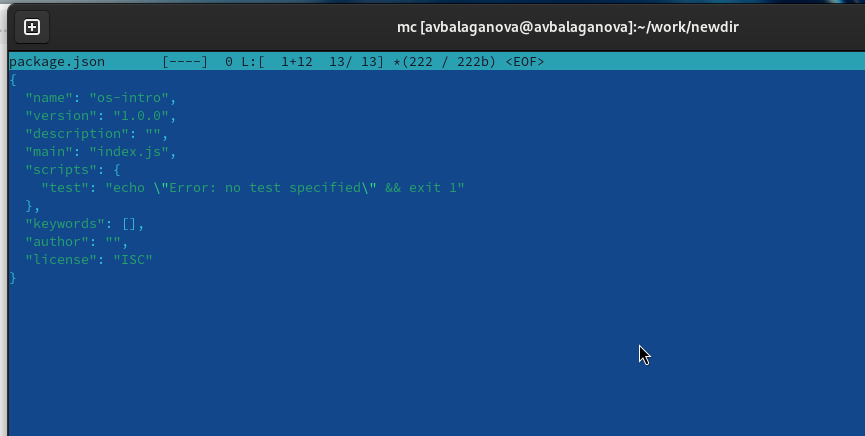 mc [avbalaganova@avbalaganova]:~/work/newdir
package.json       [----]  0 L:[  1+12  13/ 13] *(222 / 222b) <EOF>
{
  "name": "os-intro",
  "version": "1.0.0",
  "description": "",
  "main": "index.js",
  "scripts": {
    "test": "echo \"Error: no test specified\" && exit 1"
  },
  "keywords": [],
  "author": "",
  "license": "ISC"
}